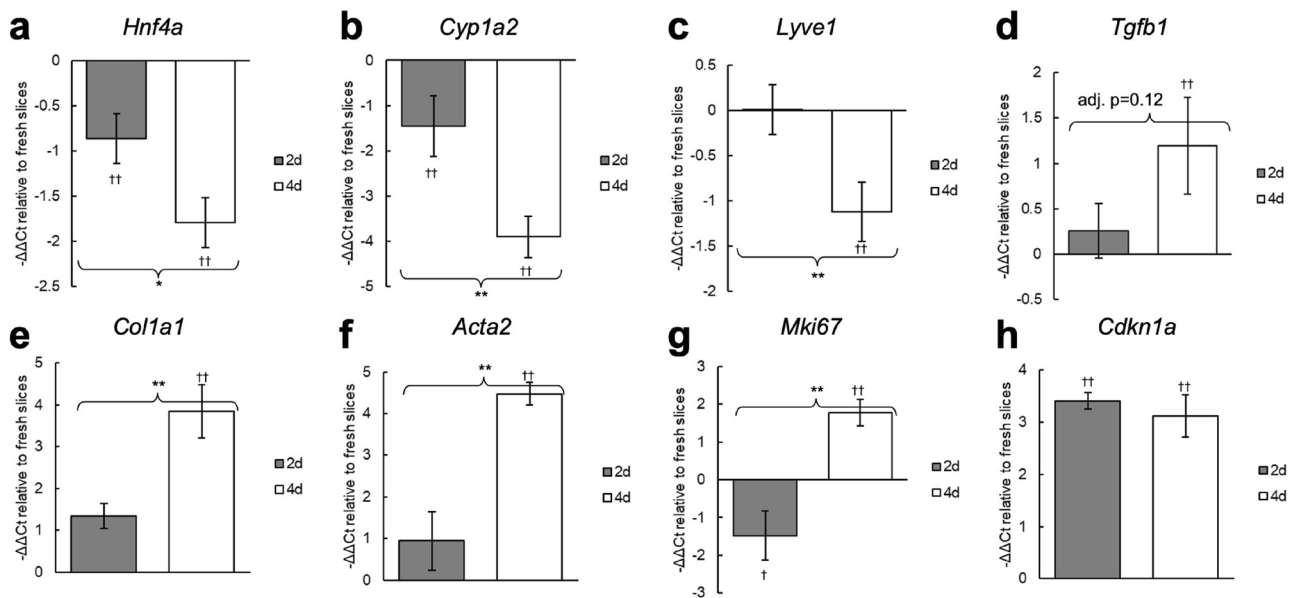 a
Hnf4a
-ΔΔCt relative to fresh slices
0
-0.5
-1
-1.5
-2
-2.5
††
††
*
2d
4d
b
Cyp1a2
-ΔΔCt relative to fresh slices
0
-1
-2
-3
-4
-5
††
††
**
2d
4d
c
Lyve1
-ΔΔCt relative to fresh slices
0.5
0
-0.5
-1
-1.5
-2
††
**
2d
4d
d
Tgfb1
-ΔΔCt relative to fresh slices
2
1.5
1
0.5
0
-0.5
adj. p=0.12
††
2d
4d
e
Col1a1
-ΔΔCt relative to fresh slices
5
4
3
2
1
0
**
††
2d
4d
f
Acta2
-ΔΔCt relative to fresh slices
5
4
3
2
1
0
**
††
2d
4d
g
Mki67
-ΔΔCt relative to fresh slices
3
2
1
0
-1
-2
-3
**
††
†
2d
4d
h
Cdkn1a
-ΔΔCt relative to fresh slices
4
3
2
1
0
††
††
2d
4d